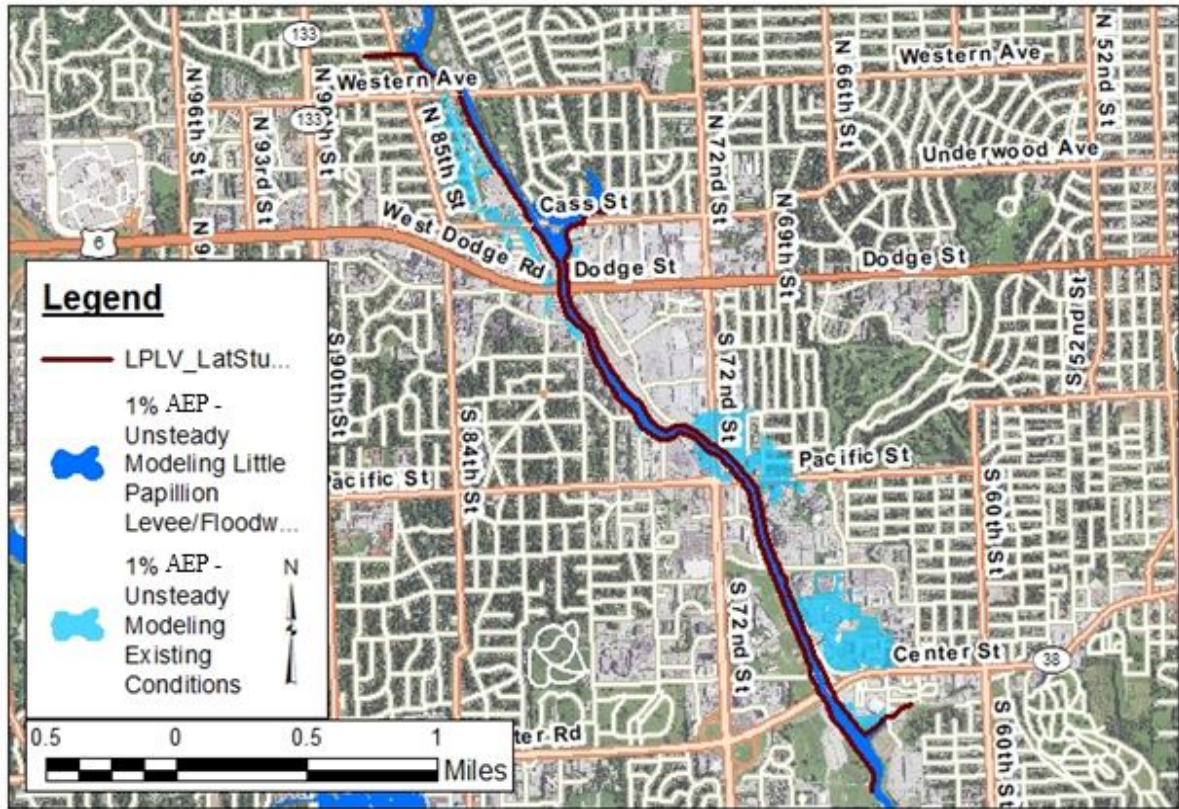 133
Western Ave
N 52nd St
Western Ave
N 66th St
N 96th St
N 93rd St
N 90th St
133
N 85th St
N 72nd St
Underwood Ave
Cass St
N 69th St
6
West Dodge Rd
Dodge St
Dodge St
N 9
S 52nd St
Legend
LPLV_LatStu...
1% AEP -
Unsteady
Modeling Little
Papillion
Levee/Floodw...
1% AEP -
Unsteady
Modeling
Existing
Conditions
N
S 90th St
S 84th St
S 72nd St
Pacific St
Pacific St
S 60th St
S 72nd St
Center St
38
S 60th St
ter Rd
0.5 0 0.5 1
Miles